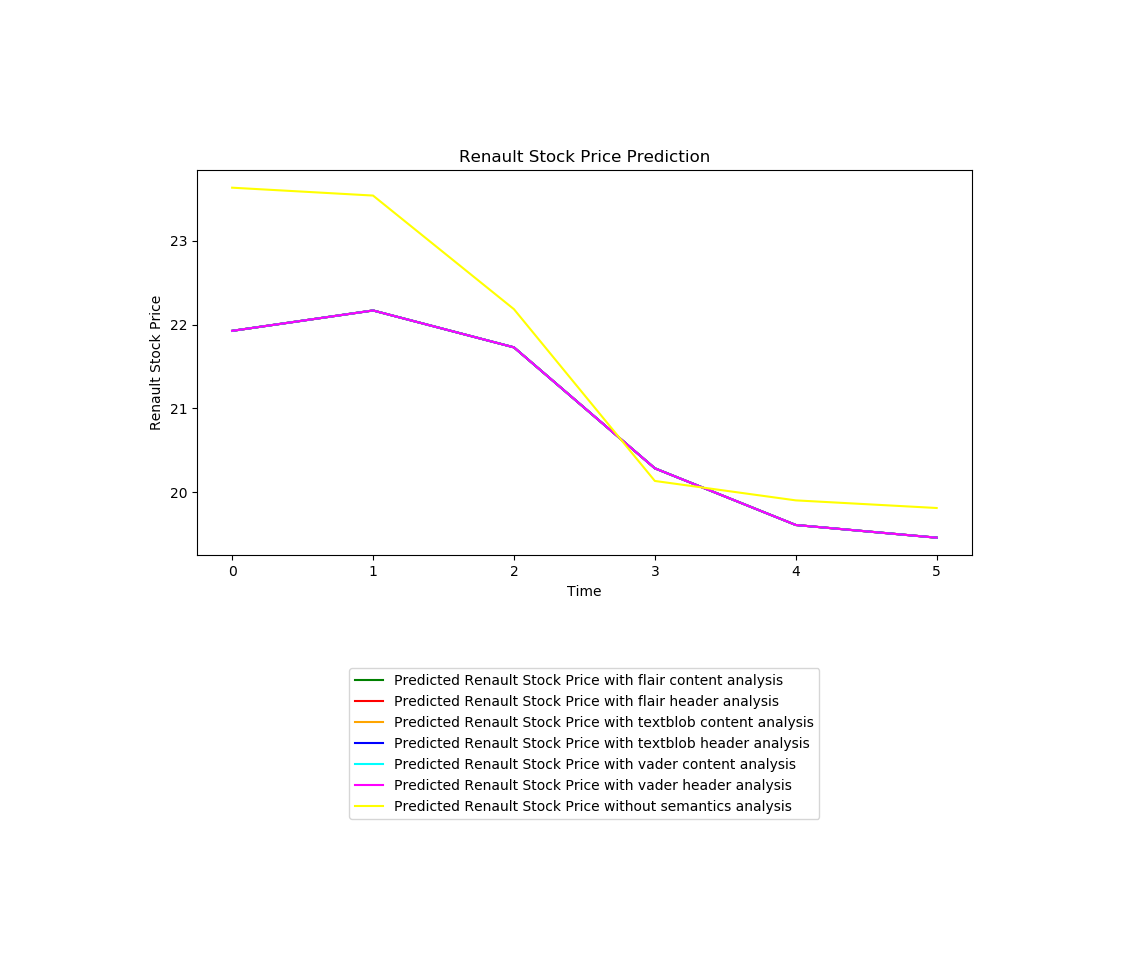 Renault Stock Price Prediction
Renault Stock Price
23
22
21
20
0 1 2 3 4 5
Time
Predicted Renault Stock Price with flair content analysis
Predicted Renault Stock Price with flair header analysis
Predicted Renault Stock Price with textblob content analysis
Predicted Renault Stock Price with textblob header analysis
Predicted Renault Stock Price with vader content analysis
Predicted Renault Stock Price with vader header analysis
Predicted Renault Stock Price without semantics analysis